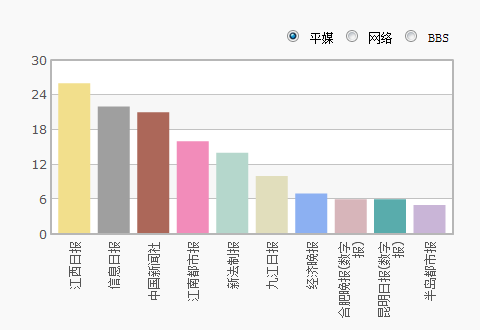 平媒 网络 BBS
30
24
18
12
6
0
江西日报
信息日报
中国新闻社
江南都市报
新法制报
九江日报
经济晚报
合肥晚报(数字
报)
昆明日报(数字
报)
半岛都市报